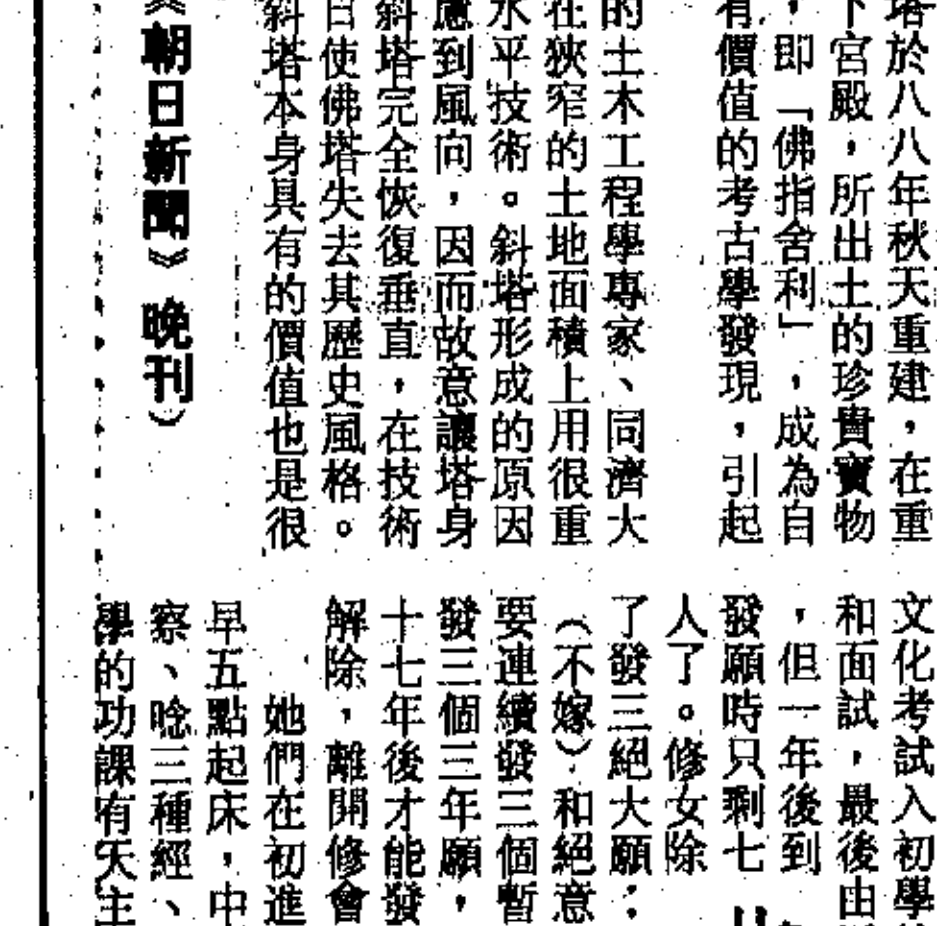 塔於八八年秋天重建，在重
下宮殿，所出土的珍貴寶物
，即「佛指舍利」，成為自
有價值的考古學發現，引起
的土木工程學專家、同濟大
在狹窄的土地面積上用很重
水平技術。斜塔形成的原因
慮到風向，因而故意讓塔身
斜塔完全恢復垂直，在技術
日使佛塔失去其歷史風格。
斜塔本身具有的價值也是很
《朝日新聞》晚刊）
文化考試入初學
和面試，最後由
，但一年後到
發願時只剩七
人了。修女除
了發三絕大願：
（不嫁）和絕意
要連續發三個暫
發三個三年願，
十七年後才能發
解除，離開修會
她們在初進
早五點起床，中
察、唸三種經、
學的功課有天主